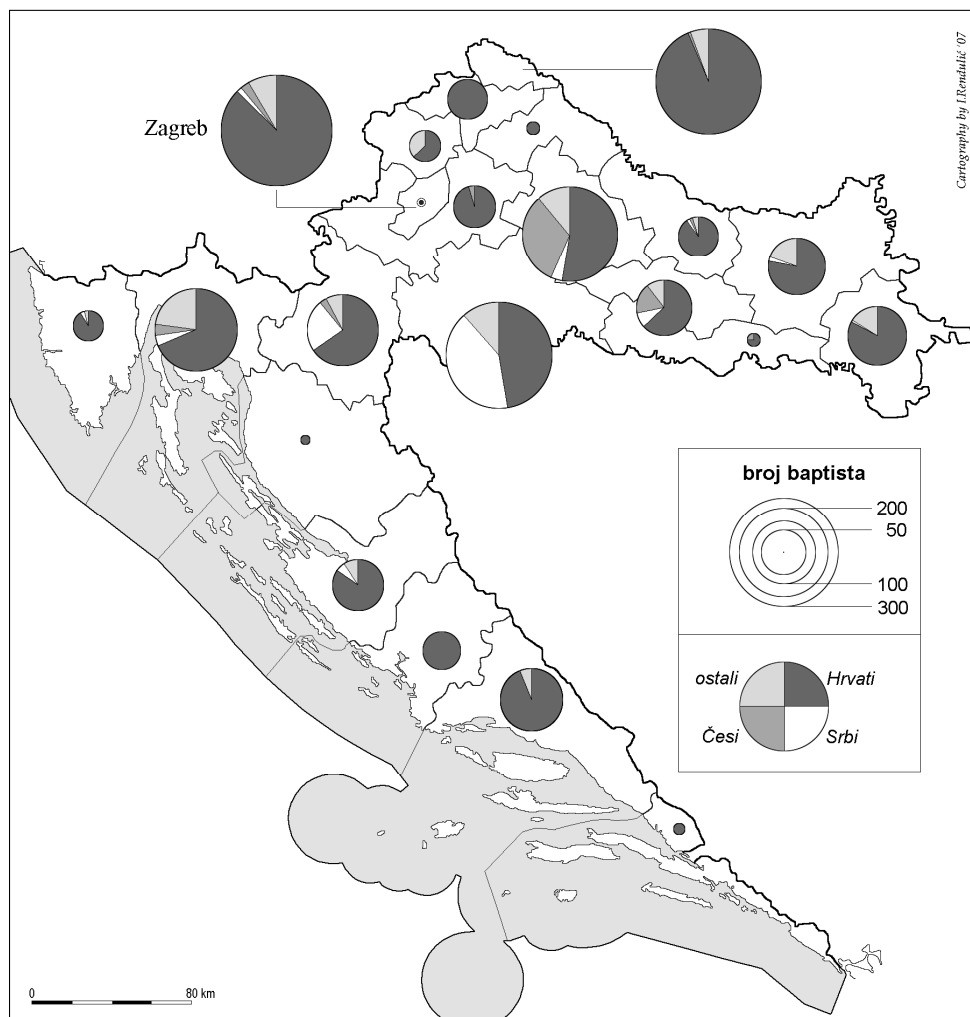 Cartography by I.Rendulić '07
Zagreb
broj baptista
200
50
100
300
ostali
Hrvati
Česi
Srbi
0
80 km